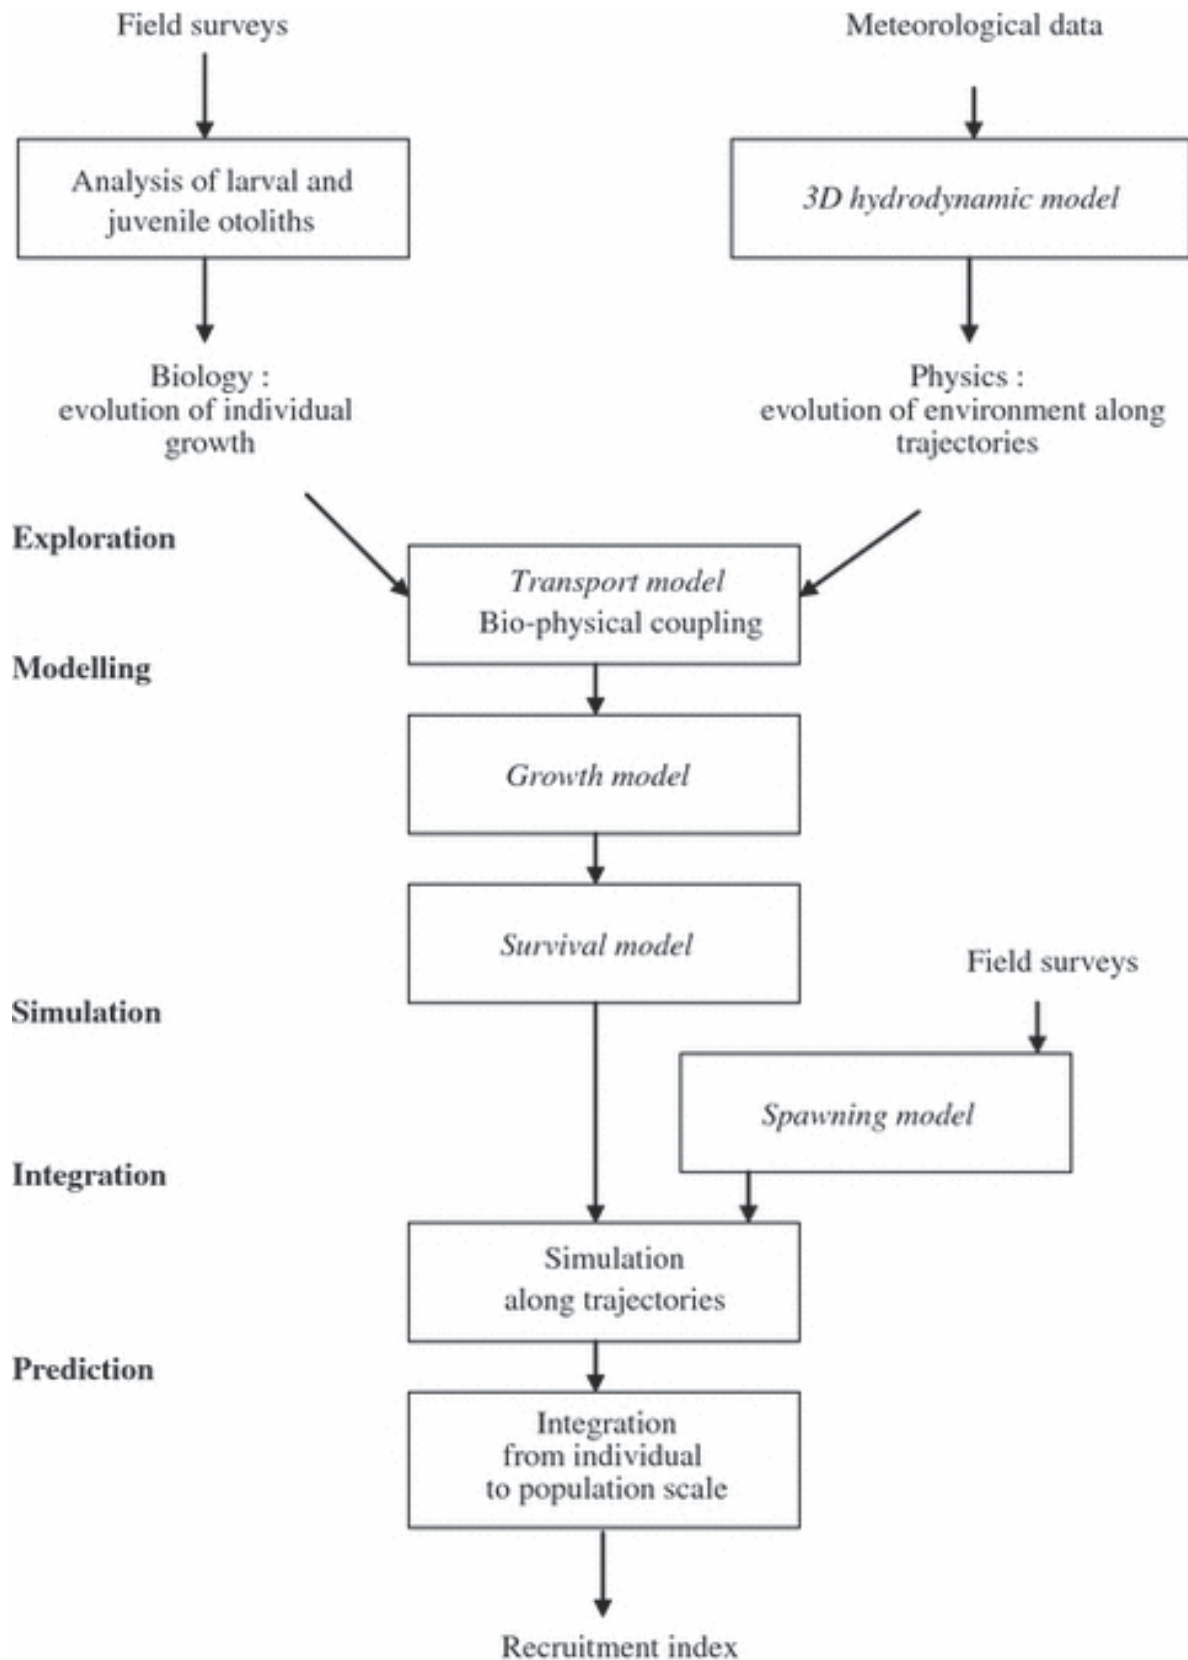 Field surveys
Meteorological data
Analysis of larval and
juvenile otoliths
3D hydrodynamic model
Biology :
evolution of individual
growth
Physics :
evolution of environment along
trajectories
Exploration
Transport model
Bio-physical coupling
Modelling
Growth model
Survival model
Field surveys
Simulation
Spawning model
Integration
Simulation
along trajectories
Prediction
Integration
from individual
to population scale
Recruitment index